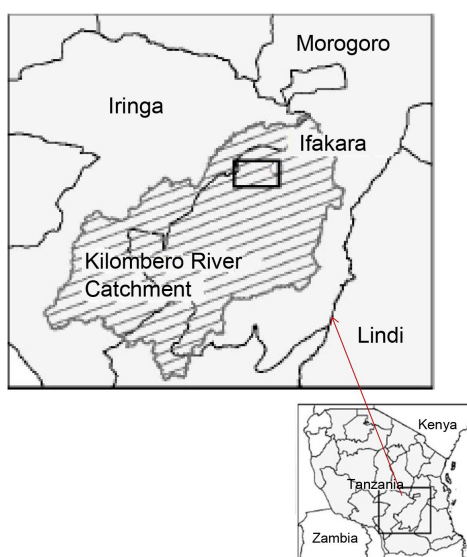 Morogoro
Iringa
Ifakara
Kilombero River
Catchment
Lindi
Kenya
Tanzania
Zambia